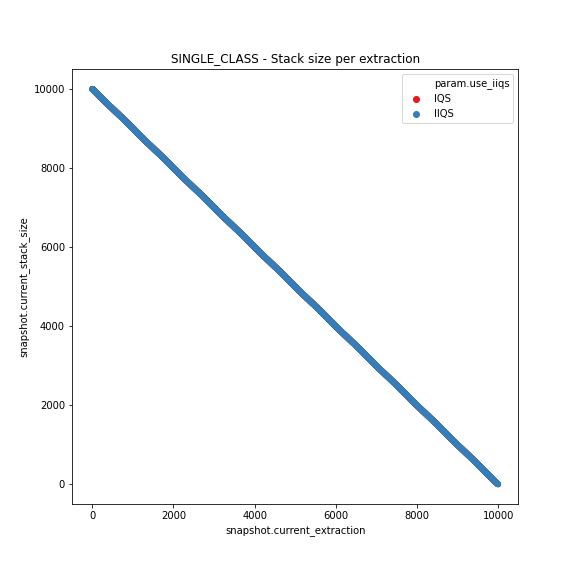 SINGLE_CLASS - Stack size per extraction
param.use_iiqs
IQS
IIQS
10000
8000
6000
4000
2000
0
snapshot.current_stack_size
0 2000 4000 6000 8000 10000
snapshot.current_extraction